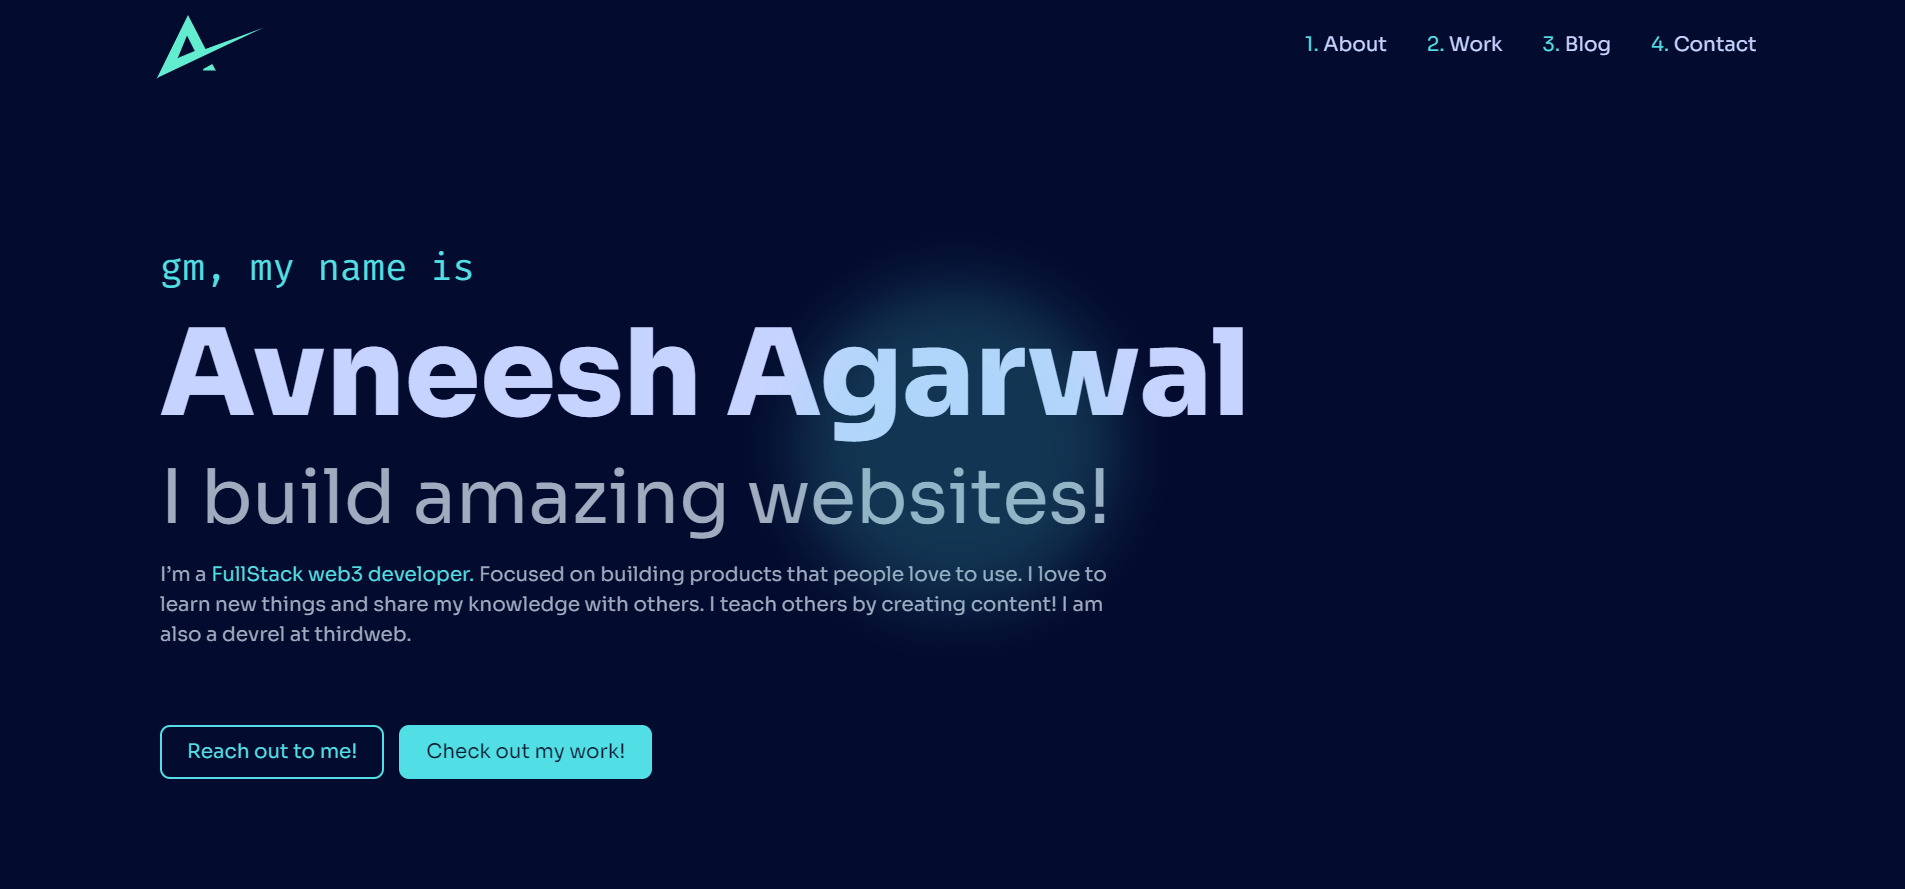 1. About 2. Work 3. Blog 4. Contact
gm, my name is
Avneesh Agarwal
I build amazing websites!
I’m a FullStack web3 developer. Focused on building products that people love to use. I love to
learn new things and share my knowledge with others. I teach others by creating content! I am
also a devrel at thirdweb.
Reach out to me! Check out my work!